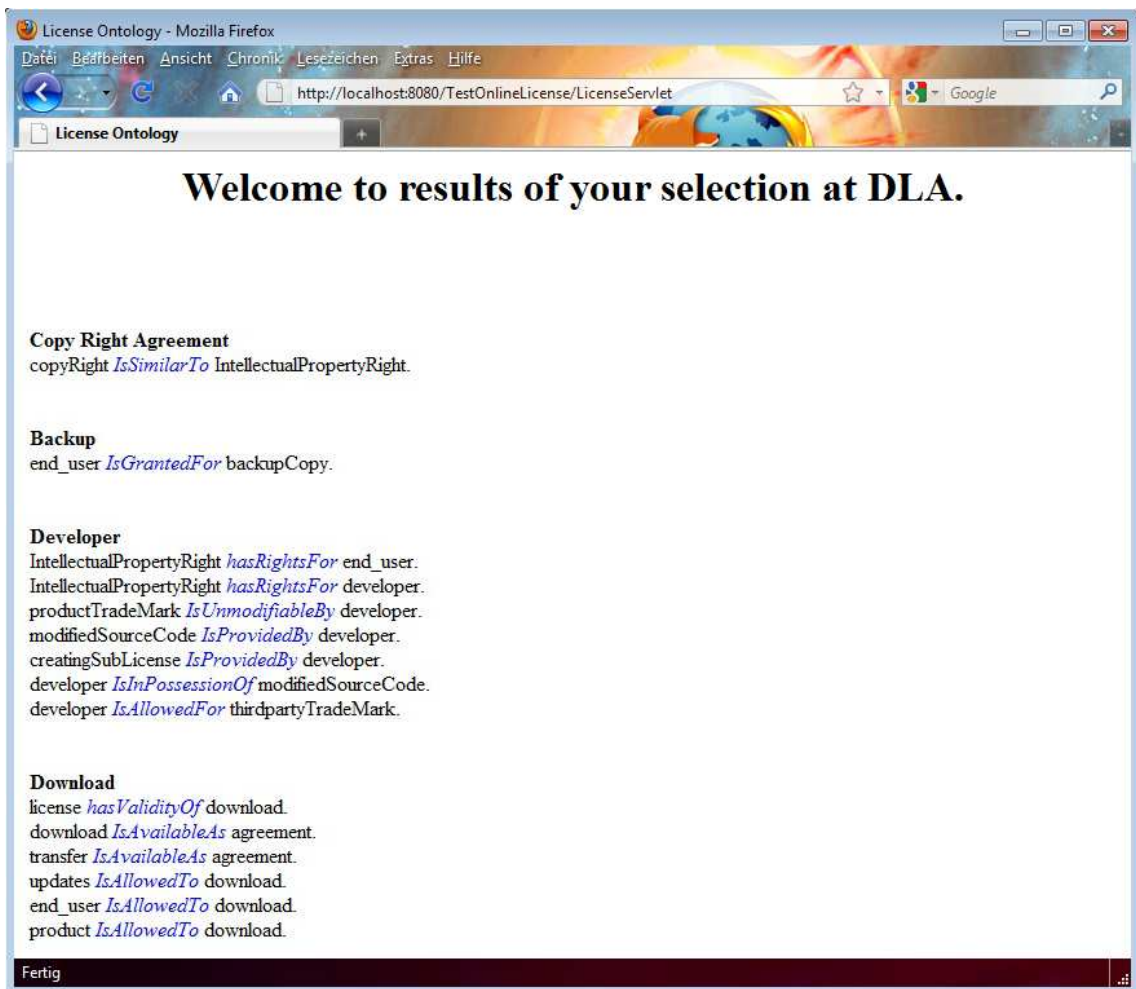 License Ontology - Mozilla Firefox
Datei Bearbeiten Ansicht Chronik Lesezeichen Extras Hilfe
http://localhost:8080/TestOnlineLicense/LicenseServlet
Google
License Ontology
Welcome to results of your selection at DLA.
Copy Right Agreement
copyRight IsSimilarTo IntellectualPropertyRight.
Backup
end_user IsGrantedFor backupCopy.
Developer
IntellectualPropertyRight hasRightsFor end_user.
IntellectualPropertyRight hasRightsFor developer.
productTradeMark IsUnmodifiableBy developer.
modifiedSourceCode IsProvidedBy developer.
creatingSubLicense IsProvidedBy developer.
developer IsInPossessionOf modifiedSourceCode.
developer IsAllowedFor thirdpartyTradeMark.
Download
license hasValidityOf download.
download IsAvailableAs agreement.
transfer IsAvailableAs agreement.
updates IsAllowedTo download.
end_user IsAllowedTo download.
product IsAllowedTo download.
Fertig